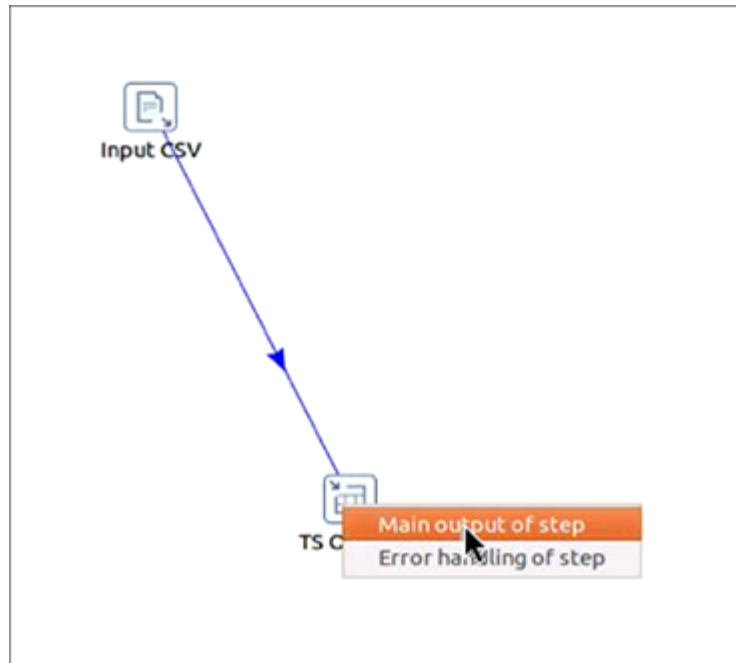 Input CSV
Main output of step
TS
Error handling of step